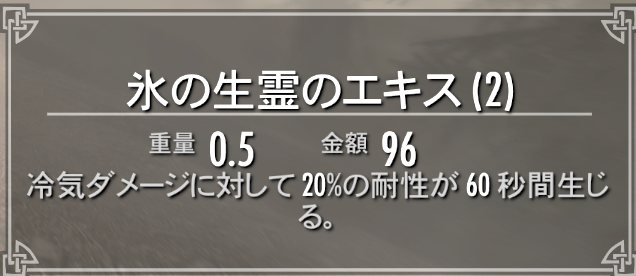 氷の生霊のエキス (2)
重量 0.5 金額 96
冷気ダメージに対して 20%の耐性が 60 秒間生じ
る。